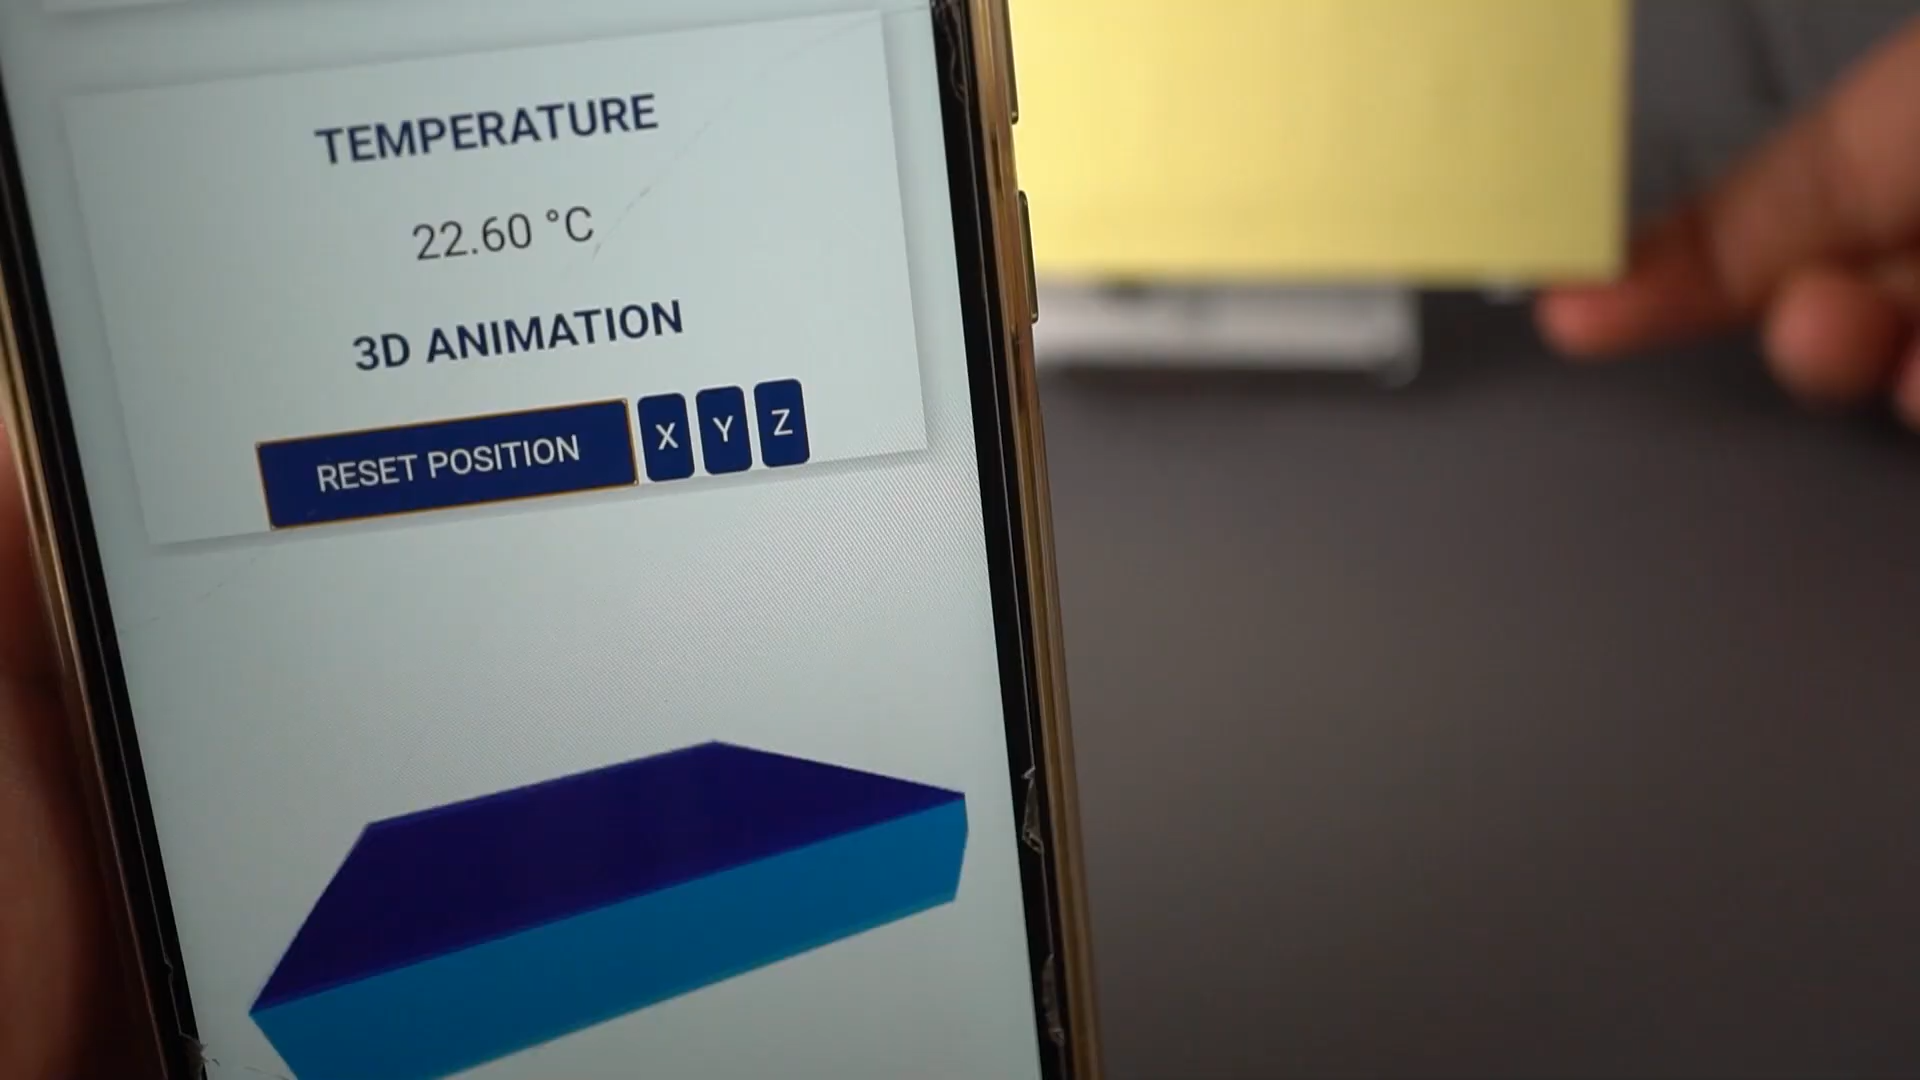 TEMPERATURE
22.60 °C
3D ANIMATION
RESET POSITION X Y Z